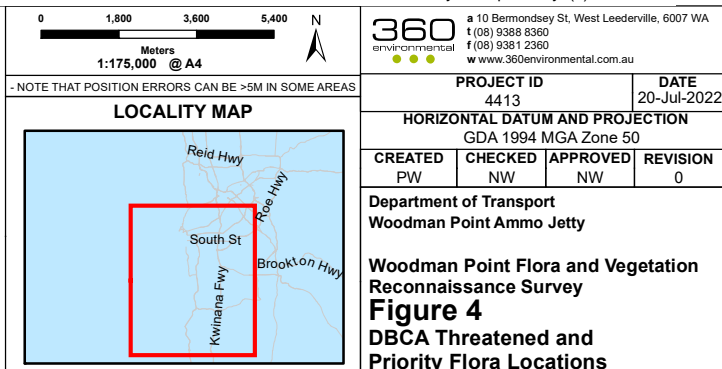 0 1,800 3,600 5,400 N
Meters
1:175,000 @ A4
- NOTE THAT POSITION ERRORS CAN BE >5M IN SOME AREAS
LOCALITY MAP
Reid Hwy
Roe Hwy
South St
Brookton Hwy
Kwinana Fwy
360
environmental
a 10 Bermondsey St, West Leederville, 6007 WA
t (08) 9388 8360
f (08) 9381 2360
w www.360environmental.com.au
PROJECT ID DATE
4413 20-Jul-2022
HORIZONTAL DATUM AND PROJECTION
GDA 1994 MGA Zone 50
CREATED CHECKED APPROVED REVISION
PW NW NW 0
Department of Transport
Woodman Point Ammo Jetty
Woodman Point Flora and Vegetation
Reconnaissance Survey
Figure 4
DBCA Threatened and
Priority Flora Locations